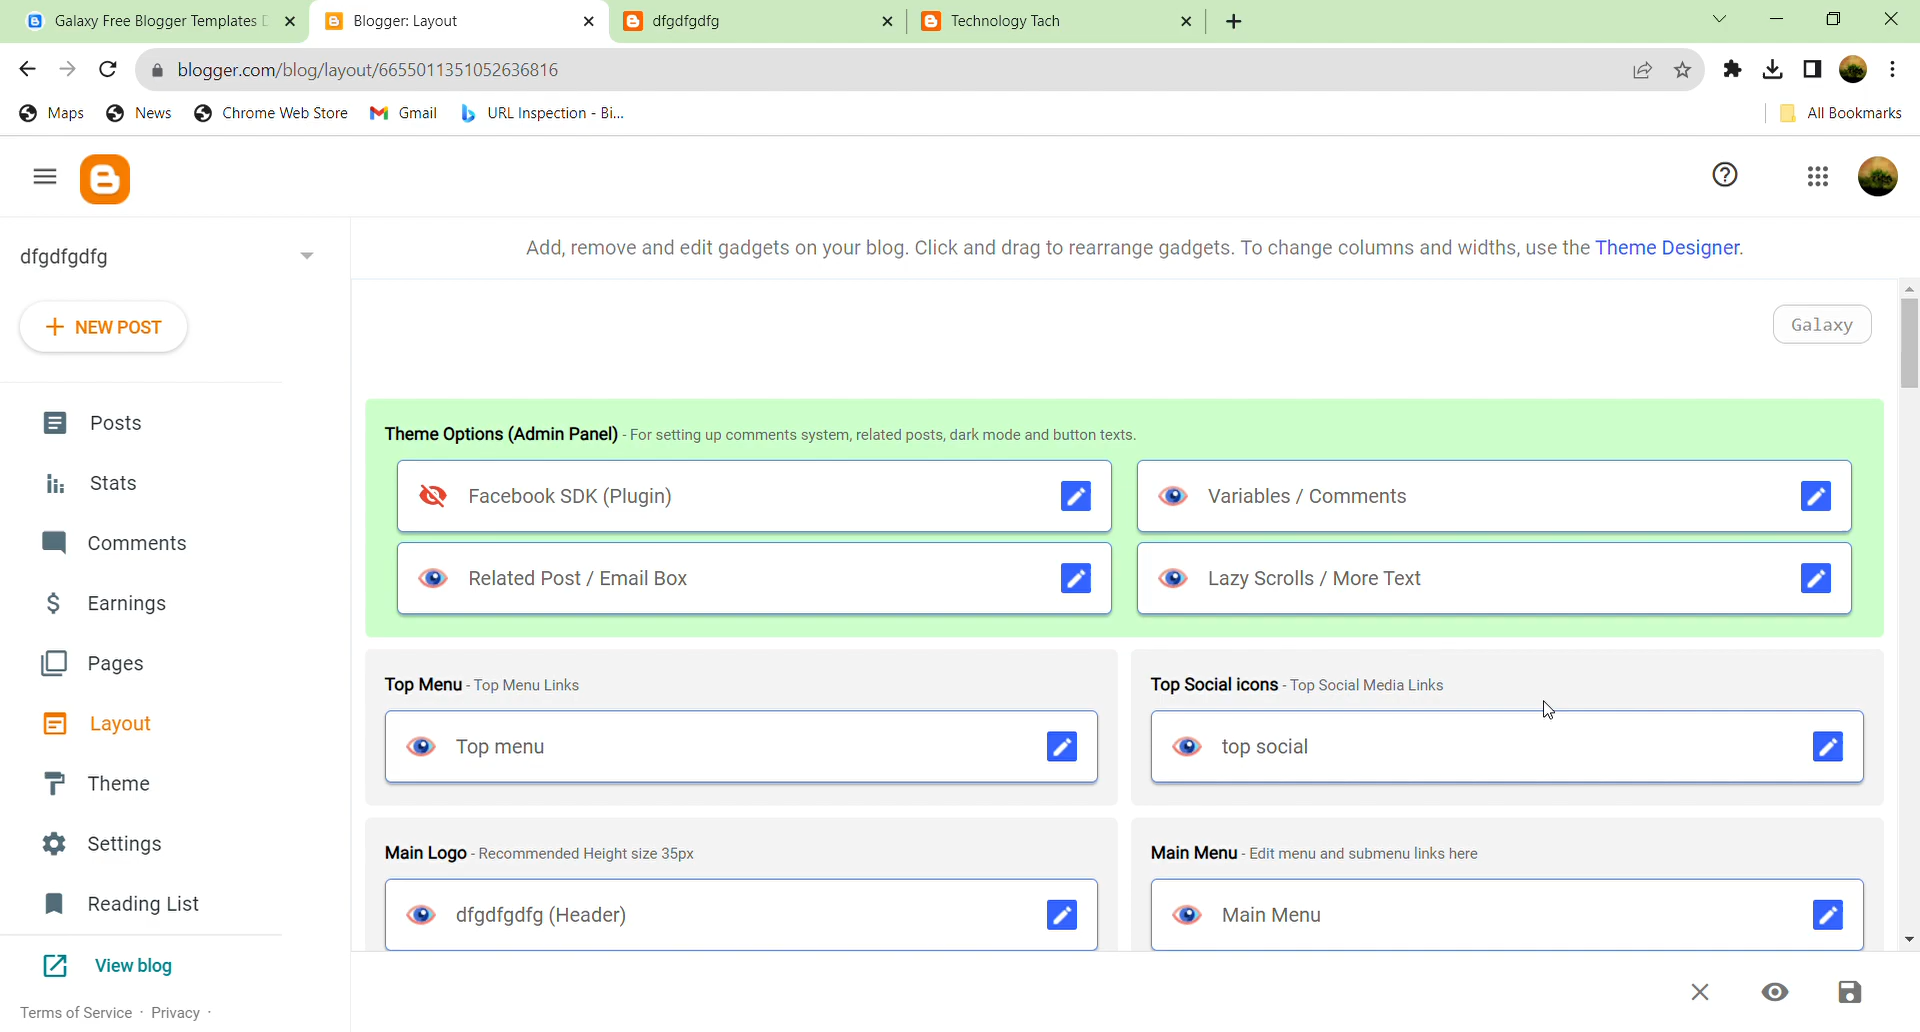 Galaxy Free Blogger Templates D
Blogger: Layout
dfgdfgdfg
Technology Tach
blogger.com/blog/layout/6655011351052636816
Maps
News
Chrome Web Store
Gmail
URL Inspection - Bi...
All Bookmarks
dfgdfgdfg
Add, remove and edit gadgets on your blog. Click and drag to rearrange gadgets. To change columns and widths, use the Theme Designer.
NEW POST
Galaxy
Posts
Stats
Comments
Earnings
Pages
Layout
Theme
Settings
Reading List
View blog
Terms of Service · Privacy ·
Theme Options (Admin Panel) - For setting up comments system, related posts, dark mode and button texts.
Facebook SDK (Plugin)
Variables / Comments
Related Post / Email Box
Lazy Scrolls / More Text
Top Menu - Top Menu Links
Top menu
Top Social icons - Top Social Media Links
top social
Main Logo - Recommended Height size 35px
dfgdfgdfg (Header)
Main Menu - Edit menu and submenu links here
Main Menu